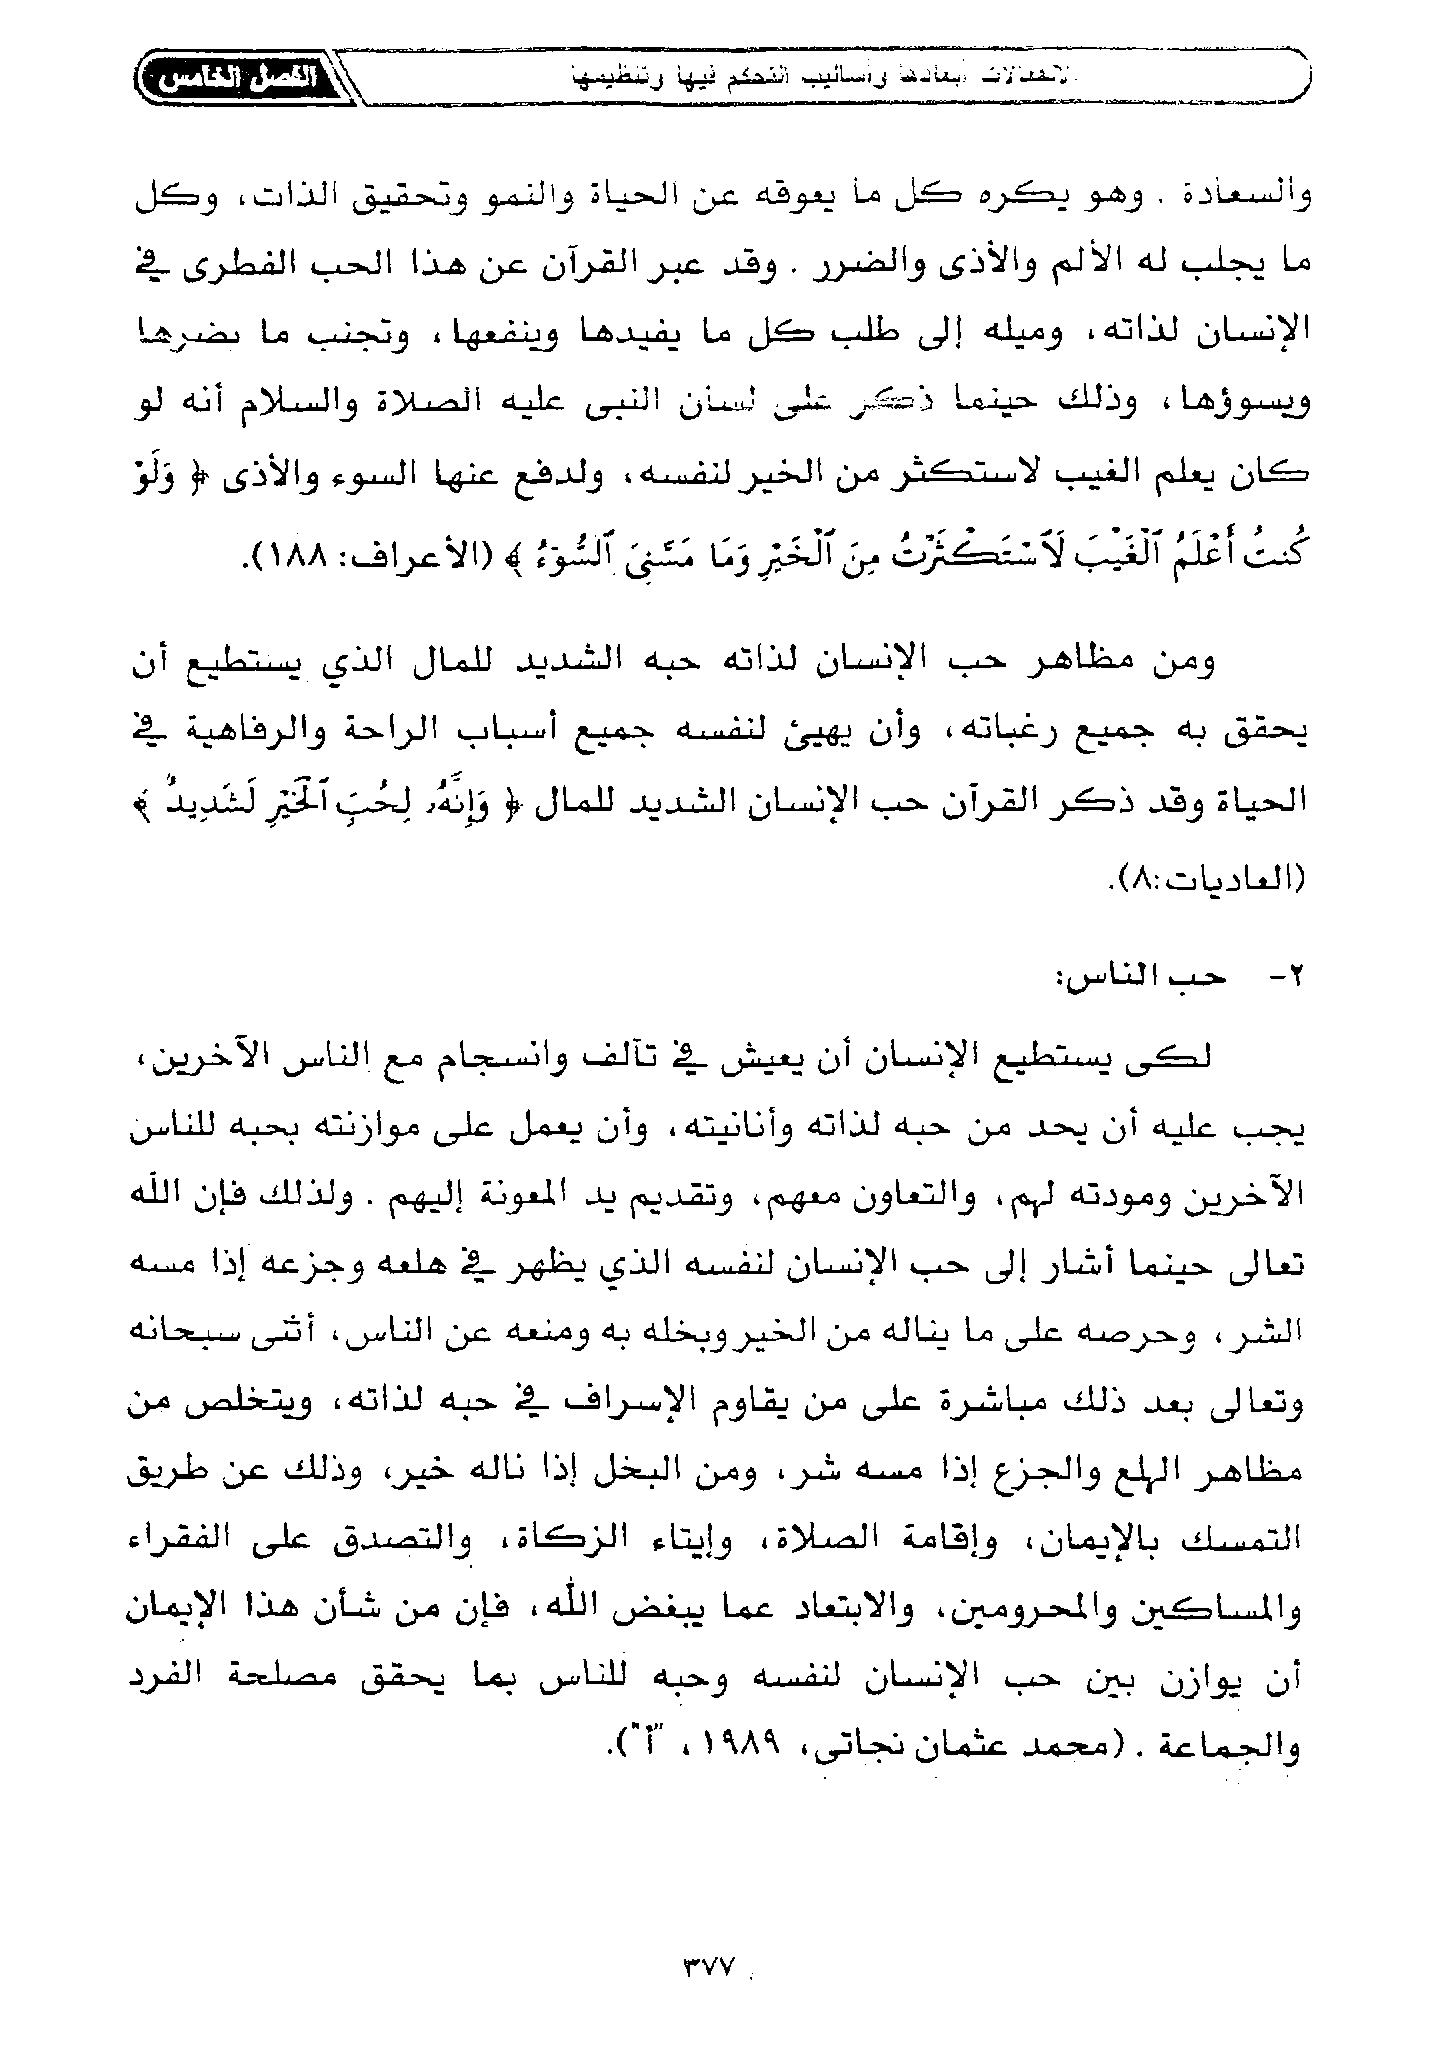 الانفعالات أبعادها وأساليب التحكم فيها وتنظيمها
الفصل الخامس
والسعادة . وهو يكره كل ما يعوقه عن الحياة والنمو وتحقيق الذات، وكل
ما يجلب له الألم والأذى والضرر . وقد عبر القرآن عن هذا الحب الفطرى في
الإنسان لذاته، وميله إلى طلب كل ما يفيدها وينفعها، وتجنب ما يضرها
ويسوؤها، وذلك حينما ذكر على لسان النبى عليه الصلاة والسلام أنه لو
كان يعلم الغيب لاستكثر من الخير لنفسه، ولدفع عنها السوء والأذى ﴿ وَلَوْ
كُنتُ أَعْلَمُ ٱلْغَيْبَ لَاَسْتَكْثَرْتُ مِنَ ٱلْخَيْرِ وَمَا مَسَّنِىَ ٱلسُّوٓءُ ﴾ (الأعراف: ١٨٨).
ومن مظاهر حب الإنسان لذاته حبه الشديد للمال الذي يستطيع أن
يحقق به جميع رغباته، وأن يهيئ لنفسه جميع أسباب الراحة والرفاهية في
الحياة وقد ذكر القرآن حب الإنسان الشديد للمال ﴿ وَإِنَّهُۥ لِحُبِّ ٱلْخَيْرِ لَشَدِيدٌ ﴾
(العاديات:٨).
٢- حب الناس:
لكى يستطيع الإنسان أن يعيش في تآلف وانسجام مع الناس الآخرين،
يجب عليه أن يحد من حبه لذاته وأنانيته، وأن يعمل على موازنته بحبه للناس
الآخرين ومودته لهم، والتعاون معهم، وتقديم يد المعونة إليهم . ولذلك فإن الله
تعالى حينما أشار إلى حب الإنسان لنفسه الذي يظهر في هلعه وجزعه إذا مسه
الشر، وحرصه على ما يناله من الخير وبخله به ومنعه عن الناس، أثنى سبحانه
وتعالى بعد ذلك مباشرة على من يقاوم الإسراف في حبه لذاته، ويتخلص من
مظاهر الهلع والجزع إذا مسه شر، ومن البخل إذا ناله خير، وذلك عن طريق
التمسك بالإيمان، وإقامة الصلاة، وإيتاء الزكاة، والتصدق على الفقراء
والمساكين والمحرومين، والابتعاد عما يبغض الله، فإن من شأن هذا الإيمان
أن يوازن بين حب الإنسان لنفسه وحبه للناس بما يحقق مصلحة الفرد
والجماعة . (محمد عثمان نجاتى، ١٩٨٩، "أ").
٣٧٧